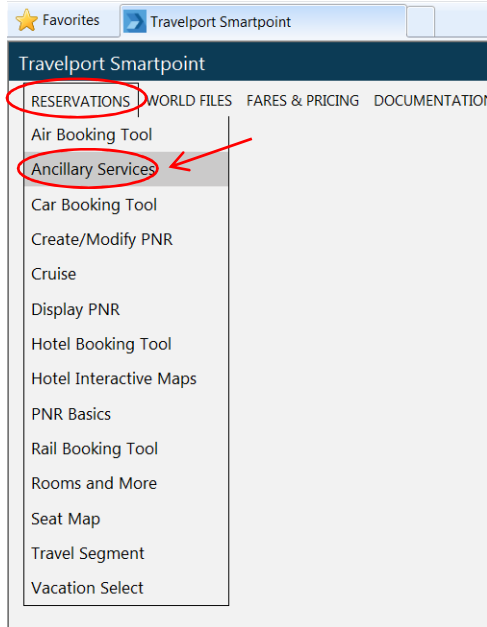 Favorites Travelport Smartpoint
Travelport Smartpoint
RESERVATIONS WORLD FILES FARES & PRICING DOCUMENTATION
Air Booking Tool
Ancillary Services
Car Booking Tool
Create/Modify PNR
Cruise
Display PNR
Hotel Booking Tool
Hotel Interactive Maps
PNR Basics
Rail Booking Tool
Rooms and More
Seat Map
Travel Segment
Vacation Select